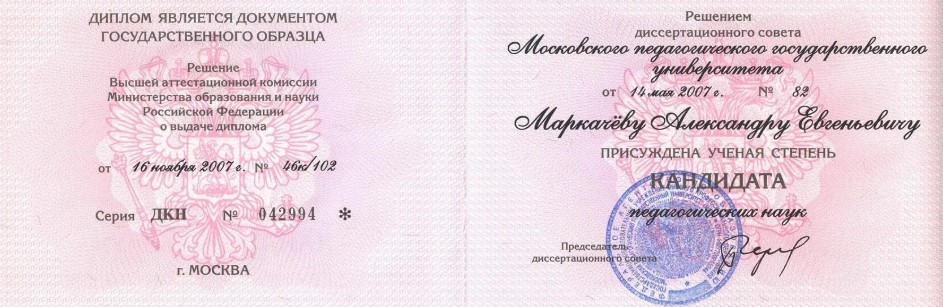 ДИПЛОМ ЯВЛЯЕТСЯ ДОКУМЕНТОМ
ГОСУДАРСТВЕННОГО ОБРАЗЦА
Решение
Высшей аттестационной комиссии
Министерства образования и науки
Российской Федерации
о выдаче диплома
от 16 ноября 2007 г. № 46к/102
Серия ДКН № 042994 *
г. МОСКВА
Решением
диссертационного совета
Московского педагогического государственного
университета
от 14 мая 2007 г. № 82
Маркачёву Александру Евгеньевичу
ПРИСУЖДЕНА УЧЕНАЯ СТЕПЕНЬ
КАНДИДАТА
педагогических наук
Председатель
диссертационного совета